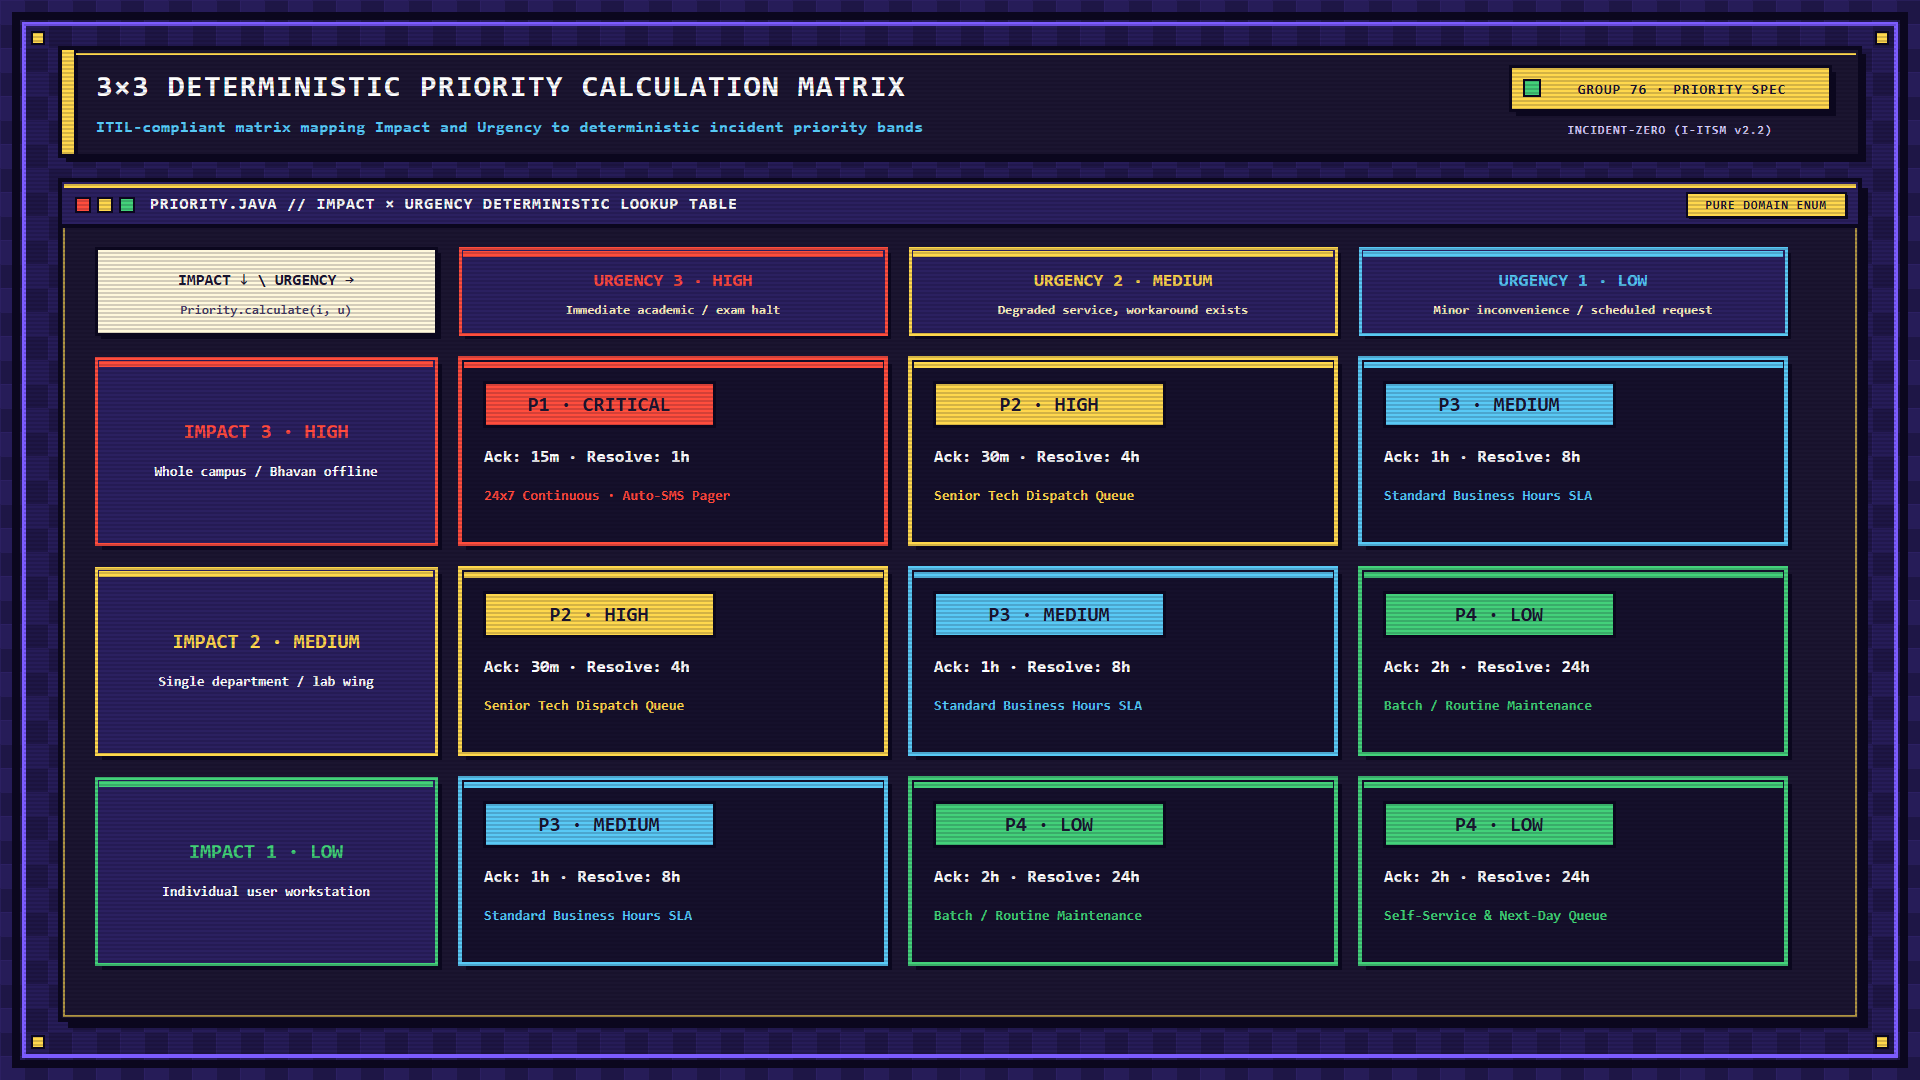 3×3 DETERMINISTIC PRIORITY CALCULATION MATRIX
ITIL-compliant matrix mapping Impact and Urgency to deterministic incident priority bands
GROUP 76 · PRIORITY SPEC
INCIDENT-ZERO (I-ITSM v2.2)
PRIORITY.JAVA // IMPACT × URGENCY DETERMINISTIC LOOKUP TABLE
PURE DOMAIN ENUM
IMPACT ↓ \ URGENCY →
Priority.calculate(i, u)
URGENCY 3 · HIGH
Immediate academic / exam halt
URGENCY 2 · MEDIUM
Degraded service, workaround exists
URGENCY 1 · LOW
Minor inconvenience / scheduled request
IMPACT 3 · HIGH
Whole campus / Bhavan offline
P1 · CRITICAL
Ack: 15m · Resolve: 1h
24x7 Continuous · Auto-SMS Pager
P2 · HIGH
Ack: 30m · Resolve: 4h
Senior Tech Dispatch Queue
P3 · MEDIUM
Ack: 1h · Resolve: 8h
Standard Business Hours SLA
IMPACT 2 · MEDIUM
Single department / lab wing
P2 · HIGH
Ack: 30m · Resolve: 4h
Senior Tech Dispatch Queue
P3 · MEDIUM
Ack: 1h · Resolve: 8h
Standard Business Hours SLA
P4 · LOW
Ack: 2h · Resolve: 24h
Batch / Routine Maintenance
IMPACT 1 · LOW
Individual user workstation
P3 · MEDIUM
Ack: 1h · Resolve: 8h
Standard Business Hours SLA
P4 · LOW
Ack: 2h · Resolve: 24h
Batch / Routine Maintenance
P4 · LOW
Ack: 2h · Resolve: 24h
Self-Service & Next-Day Queue